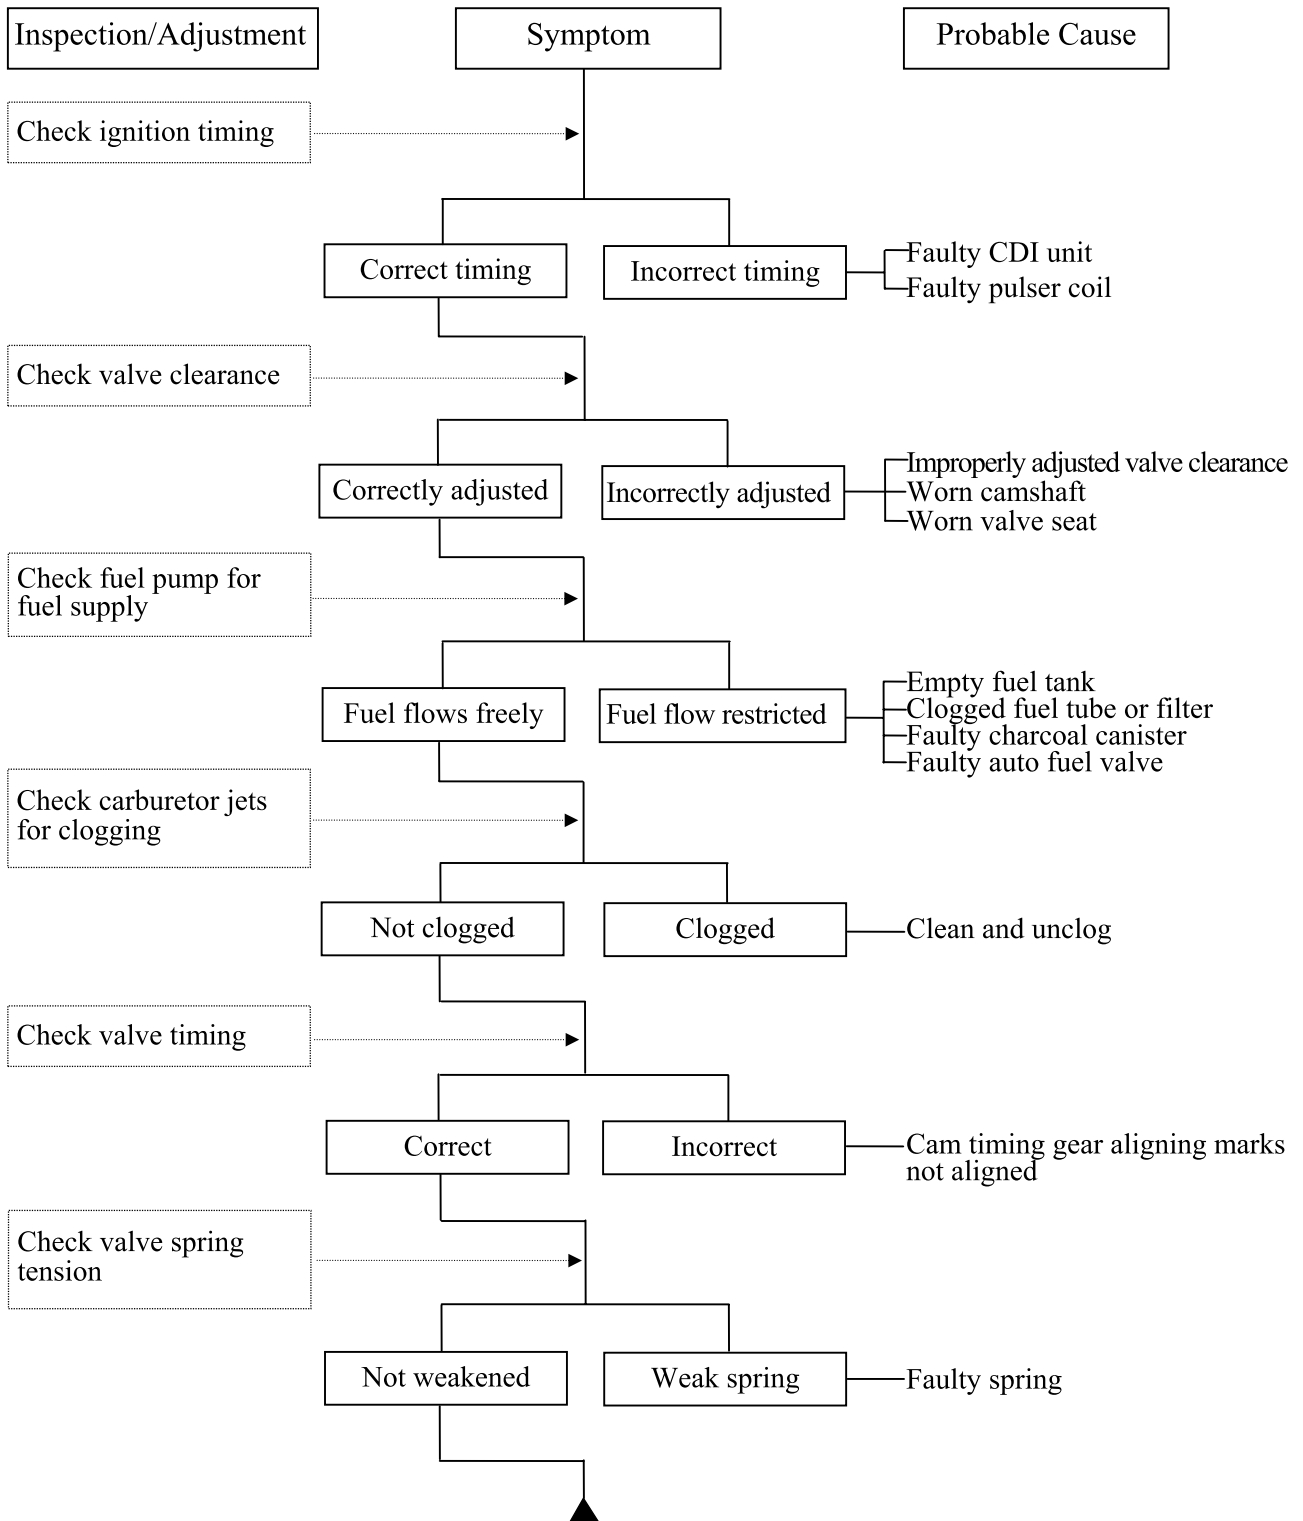 Inspection/Adjustment
Symptom
Probable Cause
Check ignition timing
Correct timing
Incorrect timing
Faulty CDI unit
Faulty pulser coil
Check valve clearance
Correctly adjusted
Incorrectly adjusted
Improperly adjusted valve clearance
Worn camshaft
Worn valve seat
Check fuel pump for
fuel supply
Fuel flows freely
Fuel flow restricted
Empty fuel tank
Clogged fuel tube or filter
Faulty charcoal canister
Faulty auto fuel valve
Check carburetor jets
for clogging
Not clogged
Clogged
Clean and unclog
Check valve timing
Correct
Incorrect
Cam timing gear aligning marks
not aligned
Check valve spring
tension
Not weakened
Weak spring
Faulty spring